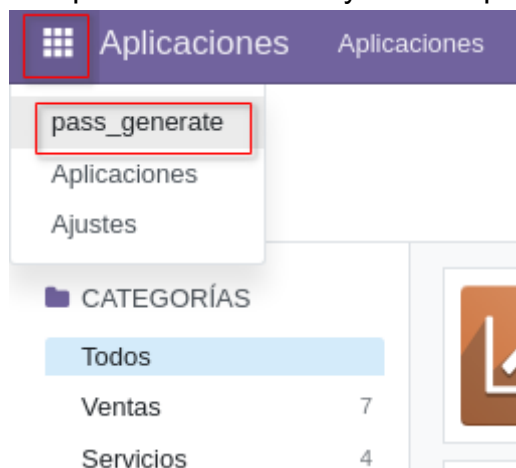 Aplicaciones Aplicaciones
pass_generate
Aplicaciones
Ajustes
CATEGORÍAS
Todos
Ventas 7
Servicios 4